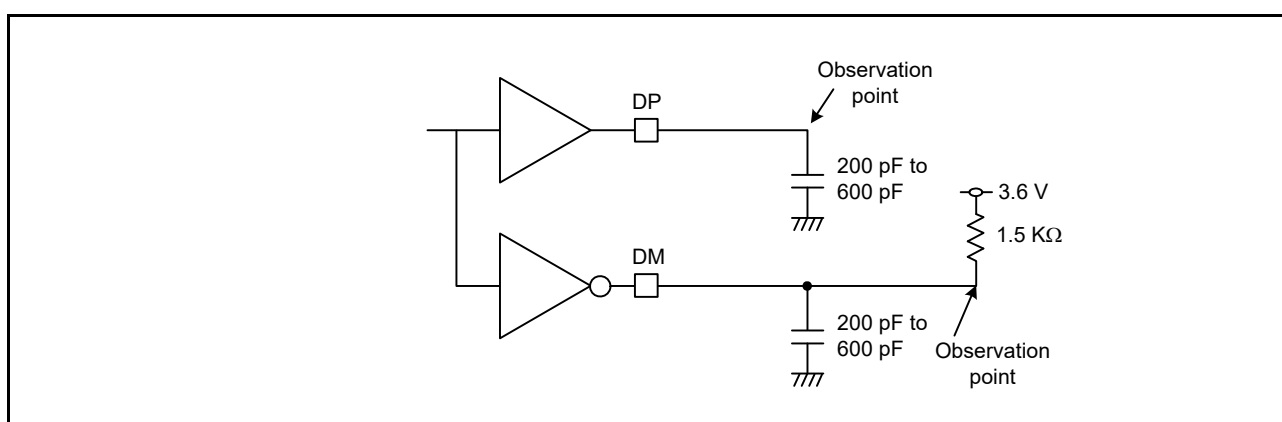 Observation
point
DP
200 pF to
600 pF
3.6 V
1.5 KΩ
DM
200 pF to
600 pF
Observation
point